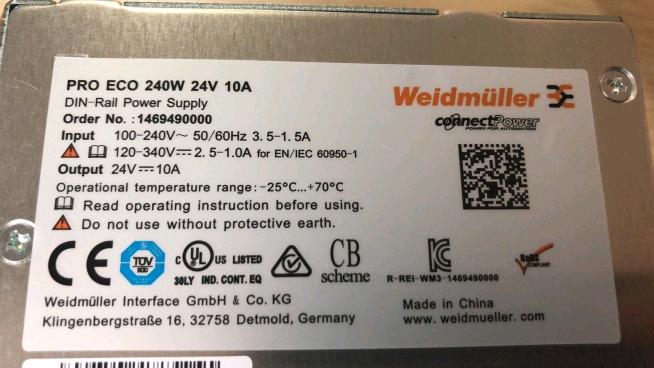 PRO ECO 240W 24V 10A
DIN-Rail Power Supply
Order No. :1469490000
Input 100-240V~ 50/60Hz 3.5-1.5A
120-340V⎓ 2.5-1.0A for EN/IEC 60950-1
Output 24V⎓10A
Operational temperature range: -25°C...+70°C
Read operating instruction before using.
Do not use without protective earth.
Weidmüller
connectPower
POWER FOR AUTOMATION
CE
TÜV
C UL US LISTED
30LY IND. CONT. EQ
CB
scheme
R-REI-WM3-1469490000
RoHS
COMPLIANT
Weidmüller Interface GmbH & Co. KG
Klingenbergstraße 16, 32758 Detmold, Germany
Made in China
www. weidmueller. com